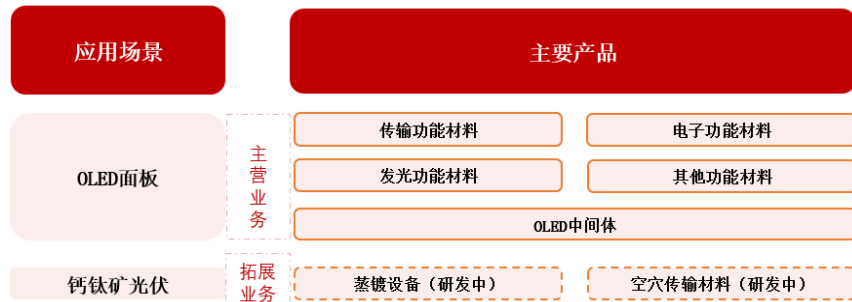 应用场景
主要产品
OLED面板
主营业务
传输功能材料
电子功能材料
发光功能材料
其他功能材料
OLED中间体
钙钛矿光伏
拓展
业务
蒸镀设备（研发中）
空穴传输材料（研发中）